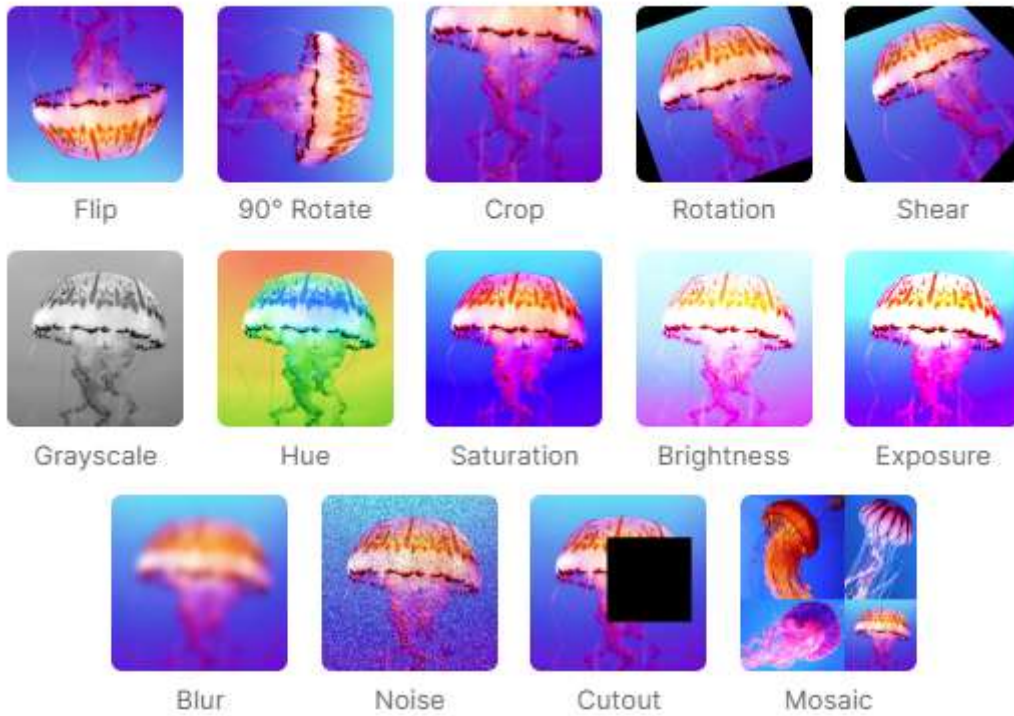 Flip
90° Rotate
Crop
Rotation
Shear
Grayscale
Hue
Saturation
Brightness
Exposure
Blur
Noise
Cutout
Mosaic